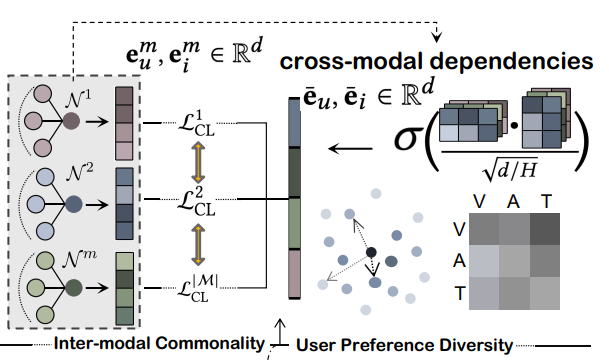 e_u^m, e_i^m ∈ ℝ^d
cross-modal dependencies
ē_u, ē_i ∈ ℝ^d
𝒩^1
ℒ_CL^1
σ( · / √d/H )
𝒩^2
ℒ_CL^2
V A T
V
A
T
𝒩^m
ℒ_CL^|ℳ|
Inter-modal Commonality
User Preference Diversity